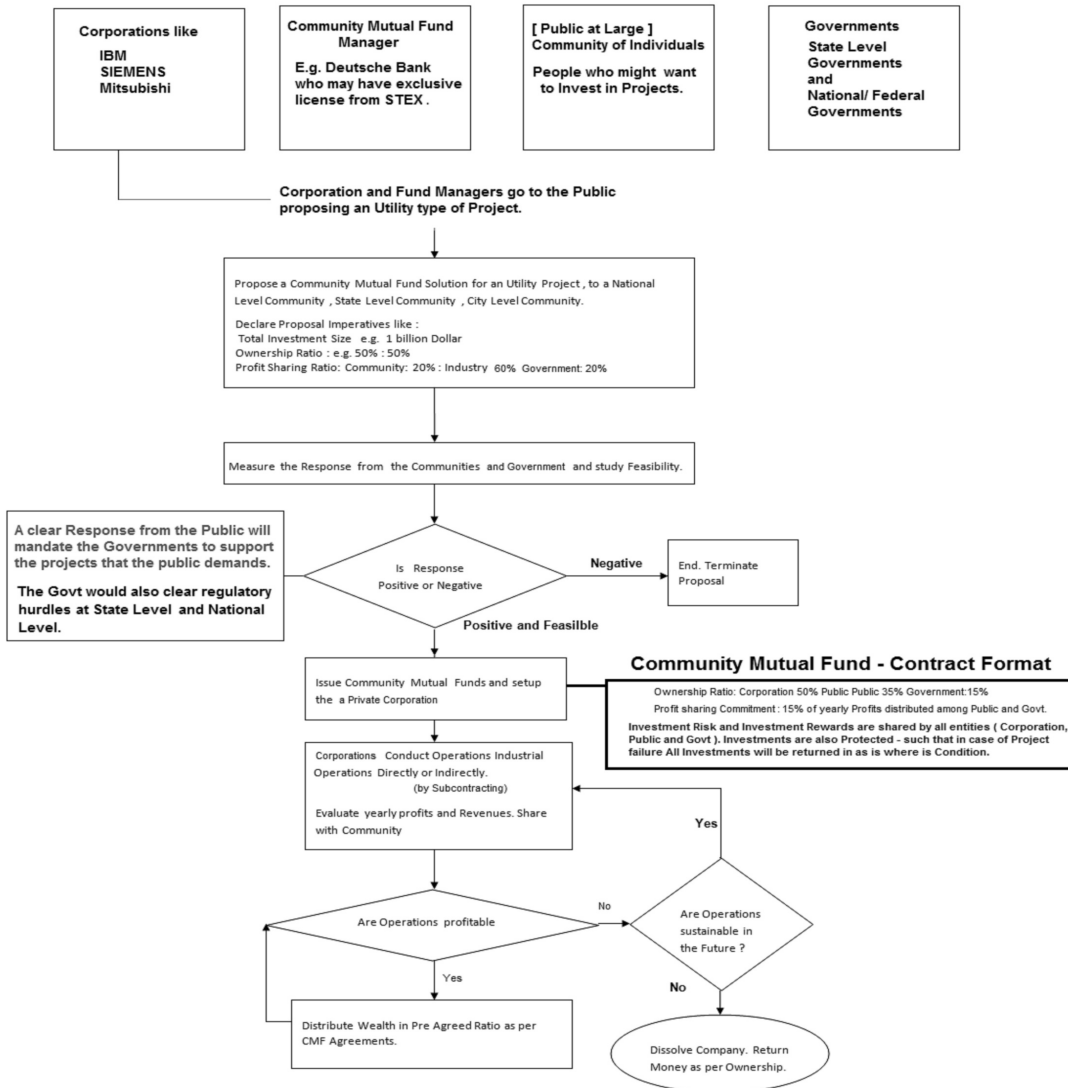 Corporations like
IBM
SIEMENS
Mitsubishi
Community Mutual Fund
Manager
E.g. Deutsche Bank
who may have exclusive
license from STEX .
[ Public at Large ]
Community of Individuals
People who might want
to Invest in Projects.
Governments
State Level
Governments
and
National/ Federal
Governments
Corporation and Fund Managers go to the Public
proposing an Utility type of Project.
Propose a Community Mutual Fund Solution for an Utility Project , to a National
Level Community , State Level Community , City Level Community.
Declare Proposal Imperatives like :
Total Investment Size e.g. 1 billion Dollar
Ownership Ratio : e.g. 50% : 50%
Profit Sharing Ratio: Community: 20% : Industry 60% Government: 20%
Measure the Response from the Communities and Government and study Feasibility.
A clear Response from the Public will
mandate the Governments to support
the projects that the public demands.
The Govt would also clear regulatory
hurdles at State Level and National
Level.
Is Response
Positive or Negative
Negative
End. Terminate
Proposal
Positive and Feasilble
Issue Community Mutual Funds and setup
the a Private Corporation
Community Mutual Fund - Contract Format
Ownership Ratio: Corporation 50% Public Public 35% Government:15%
Profit sharing Commitment : 15% of yearly Profits distributed among Public and Govt.
Investment Risk and Investment Rewards are shared by all entities ( Corporation,
Public and Govt ). Investments are also Protected - such that in case of Project
failure All Investments will be returned in as is where is Condition.
Corporations Conduct Operations Industrial
Operations Directly or Indirectly.
(by Subcontracting)
Evaluate yearly profits and Revenues. Share
with Community
Yes
Are Operations profitable
No
Are Operations
sustainable in
the Future ?
Yes
No
Distribute Wealth in Pre Agreed Ratio as per
CMF Agreements.
Dissolve Company. Return
Money as per Ownership.